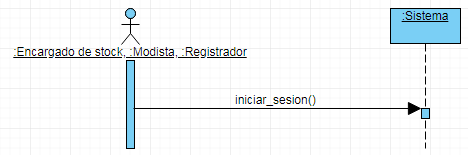 :Sistema
:Encargado de stock, :Modista, :Registrador
iniciar_sesion()